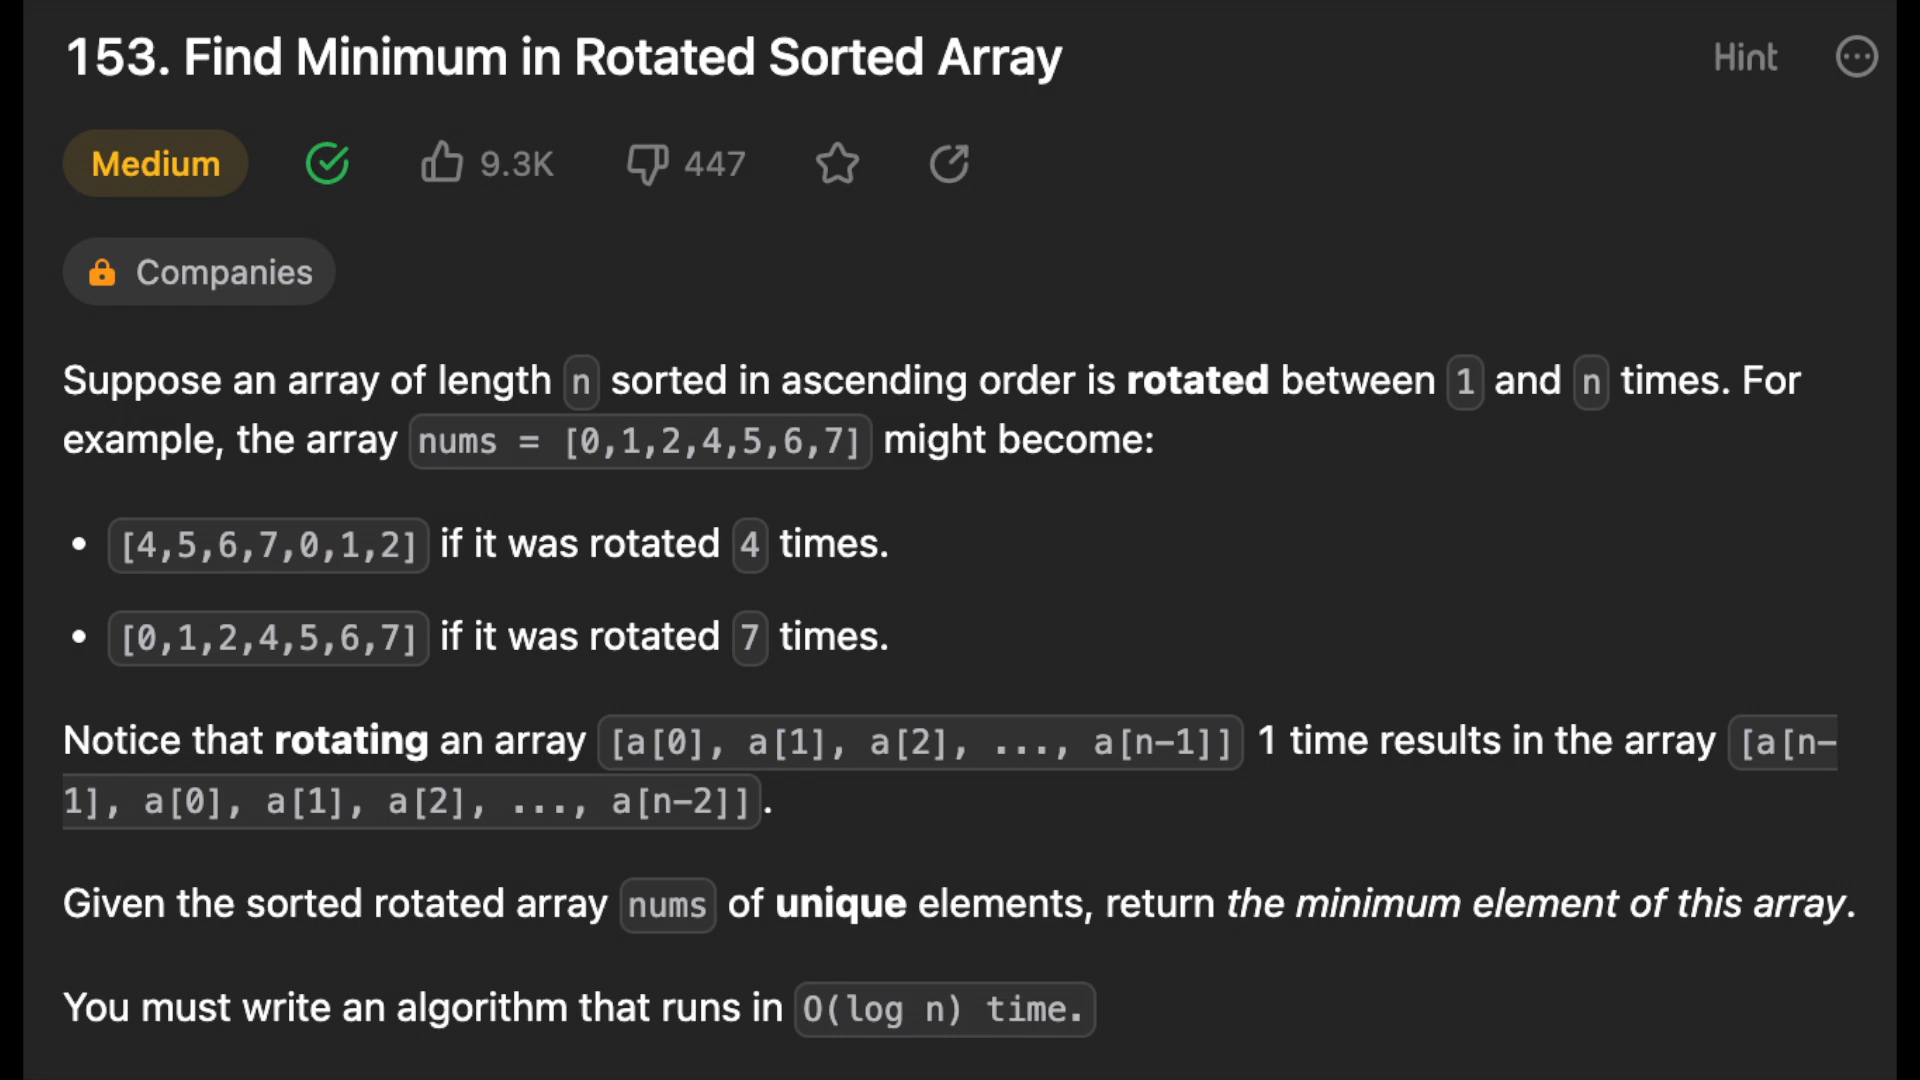 153. Find Minimum in Rotated Sorted Array
Hint
Medium
9.3K
447
Companies
Suppose an array of length n sorted in ascending order is rotated between 1 and n times. For
example, the array nums = [0,1,2,4,5,6,7] might become:
• [4,5,6,7,0,1,2] if it was rotated 4 times.
• [0,1,2,4,5,6,7] if it was rotated 7 times.
Notice that rotating an array [a[0], a[1], a[2], ..., a[n-1]] 1 time results in the array [a[n-
1], a[0], a[1], a[2], ..., a[n-2]].
Given the sorted rotated array nums of unique elements, return the minimum element of this array.
You must write an algorithm that runs in O(log n) time.